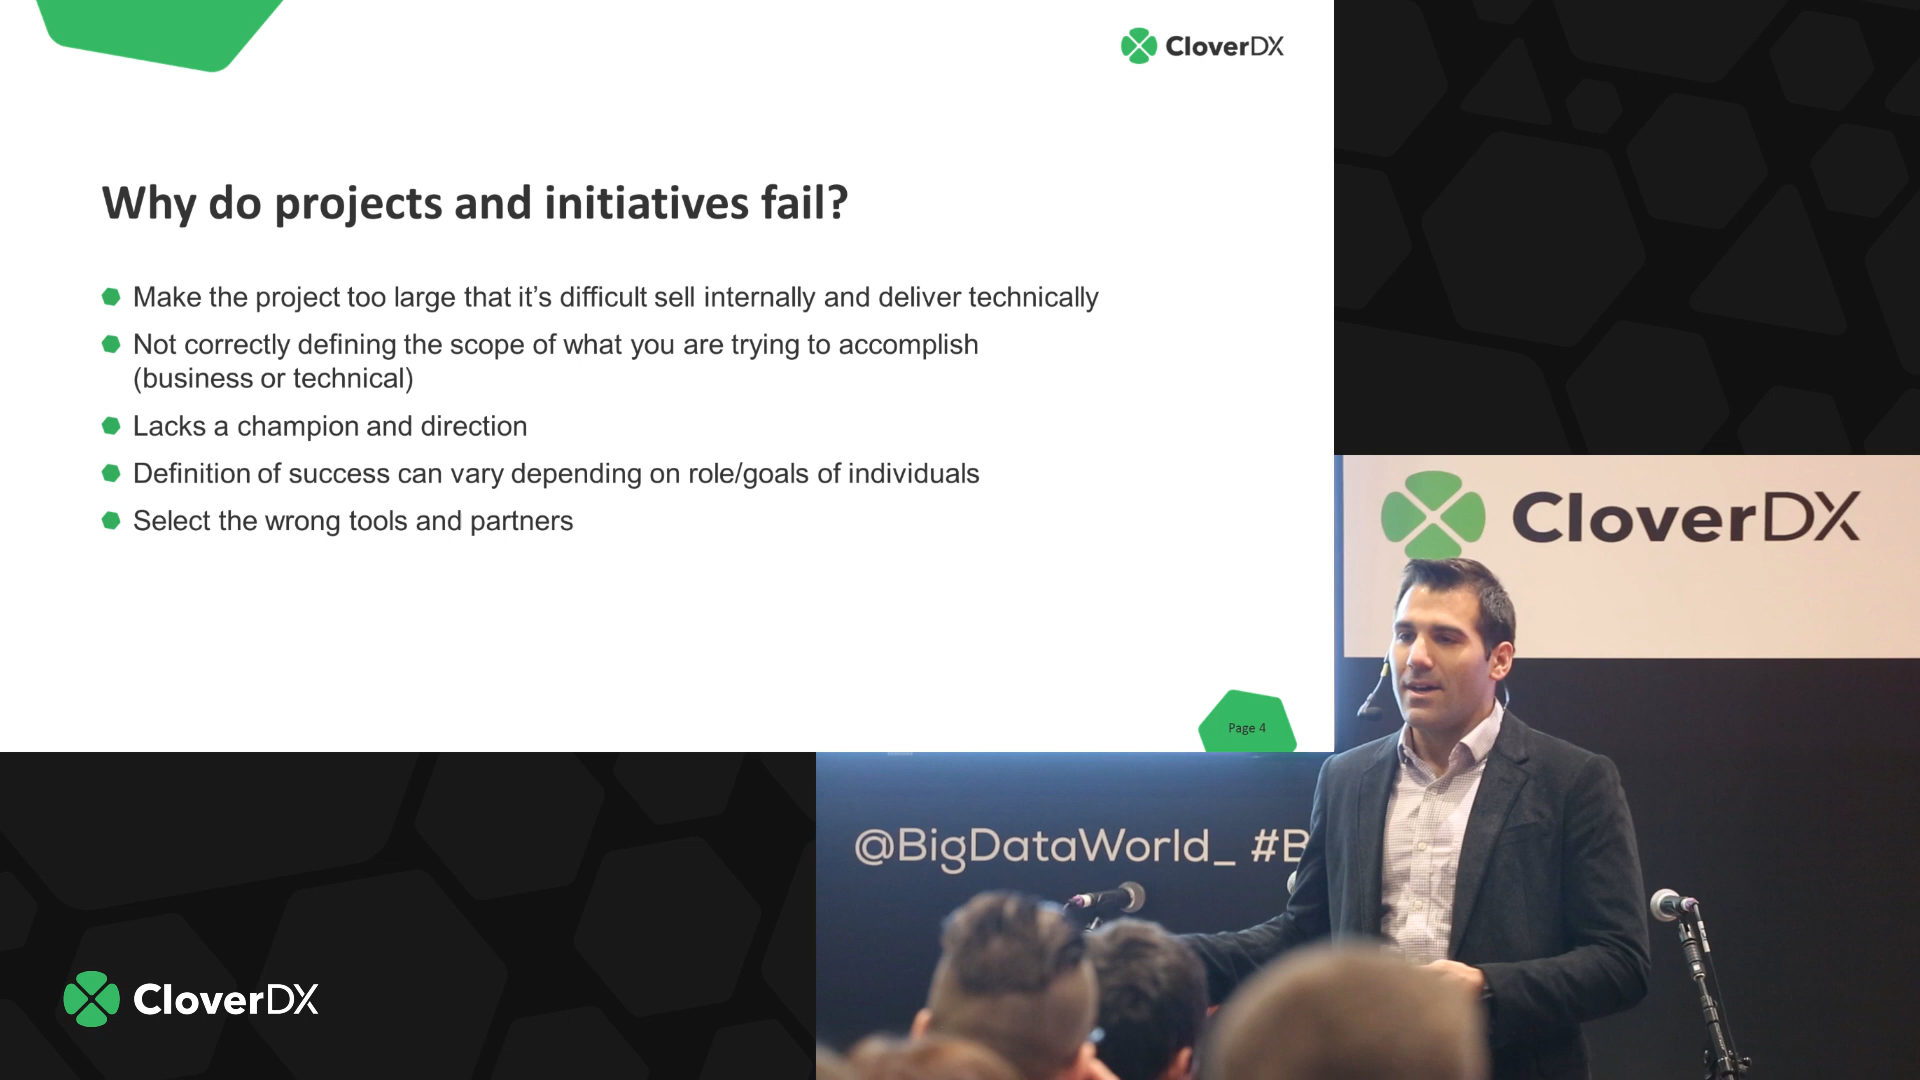 CloverDX
Why do projects and initiatives fail?
Make the project too large that it’s difficult sell internally and deliver technically
Not correctly defining the scope of what you are trying to accomplish
(business or technical)
Lacks a champion and direction
Definition of success can vary depending on role/goals of individuals
Select the wrong tools and partners
Page 4
CloverDX
@BigDataWorld_ #B
CloverDX